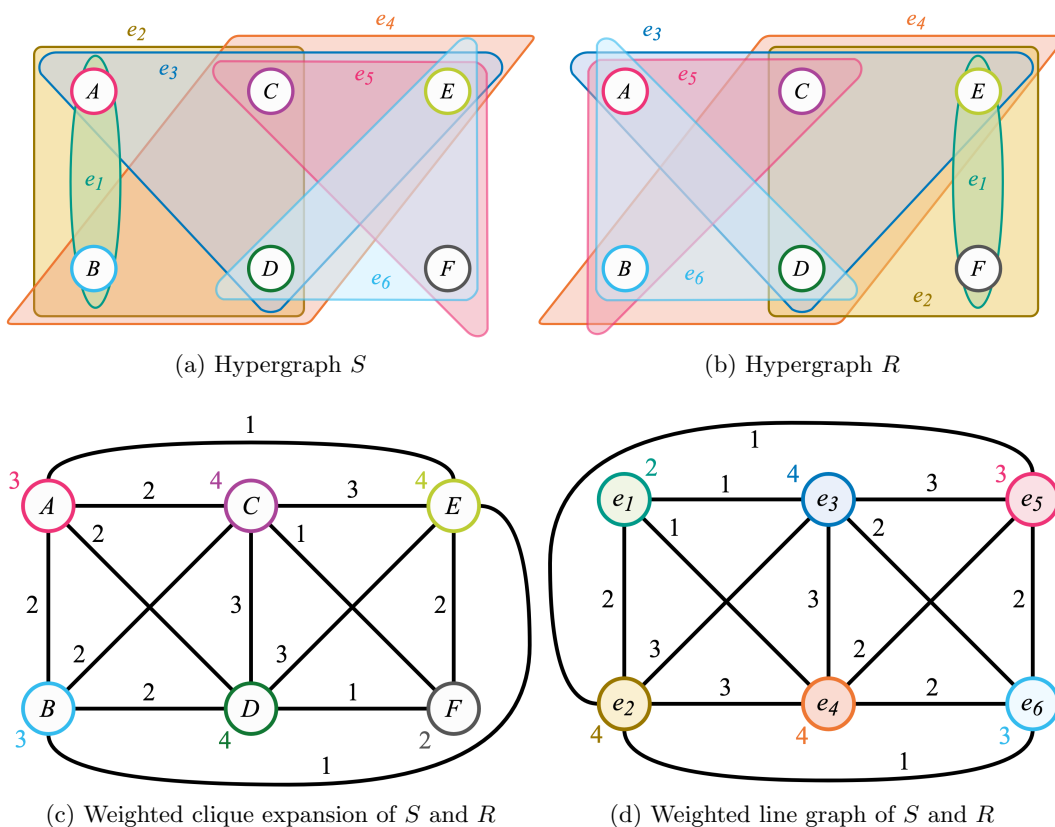 e4
e2
e3
e5
A
C
E
e1
B
D
F
e6
(a) Hypergraph S
e3
e4
e5
A
C
E
e1
B
D
F
e6
e2
(b) Hypergraph R
1
3
4
4
A
2
C
3
E
2
1
2
3
2
2
3
B
2
D
1
F
3
4
2
1
(c) Weighted clique expansion of S and R
1
2
4
3
e1
1
e3
3
e5
1
2
2
3
2
3
2
e2
3
e4
2
e6
4
4
3
1
(d) Weighted line graph of S and R